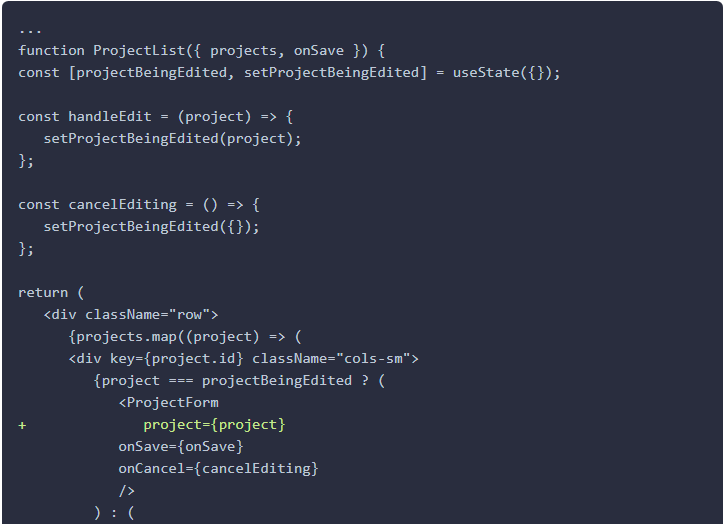 ...
function ProjectList({ projects, onSave }) {
const [projectBeingEdited, setProjectBeingEdited] = useState({});

const handleEdit = (project) => {
   setProjectBeingEdited(project);
};

const cancelEditing = () => {
   setProjectBeingEdited({});
};

return (
   <div className="row">
      {projects.map((project) => (
      <div key={project.id} className="cols-sm">
         {project === projectBeingEdited ? (
            <ProjectForm
+              project={project}
            onSave={onSave}
            onCancel={cancelEditing}
            />
         ) : (